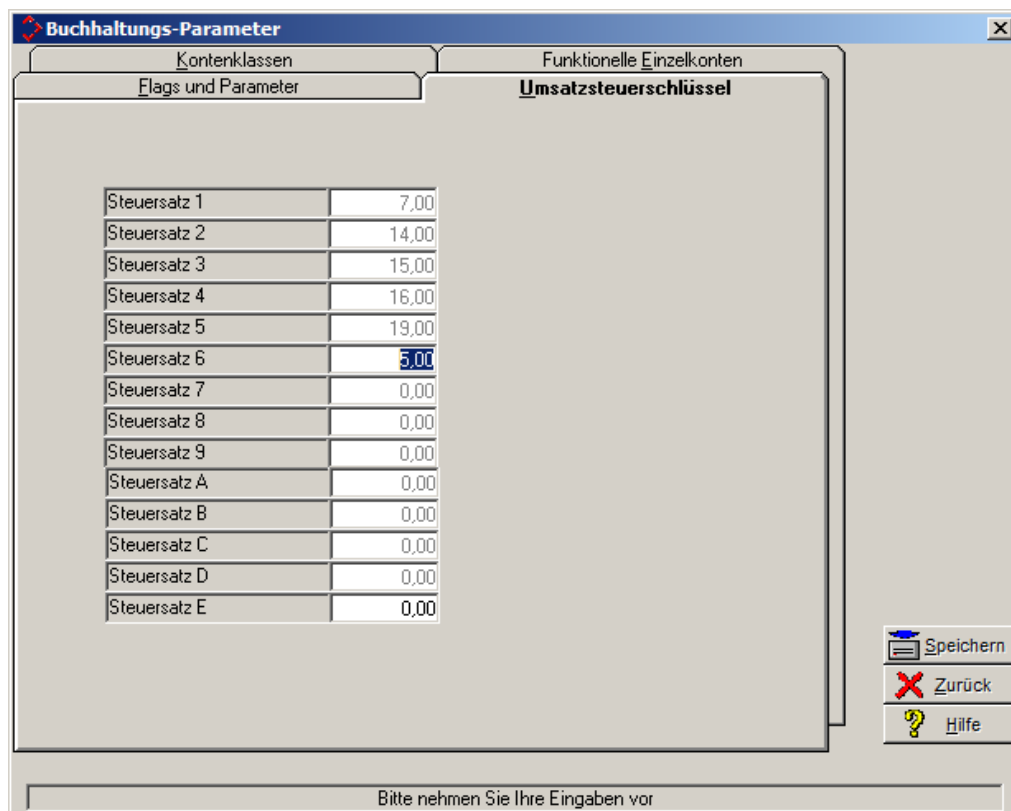 Buchhaltungs-Parameter
Kontenklassen
Funktionelle Einzelkonten
Flags und Parameter
Umsatzsteuerschlüssel
Steuersatz 1 7,00
Steuersatz 2 14,00
Steuersatz 3 15,00
Steuersatz 4 16,00
Steuersatz 5 19,00
Steuersatz 6 5,00
Steuersatz 7 0,00
Steuersatz 8 0,00
Steuersatz 9 0,00
Steuersatz A 0,00
Steuersatz B 0,00
Steuersatz C 0,00
Steuersatz D 0,00
Steuersatz E 0,00
Speichern
Zurück
Hilfe
Bitte nehmen Sie Ihre Eingaben vor